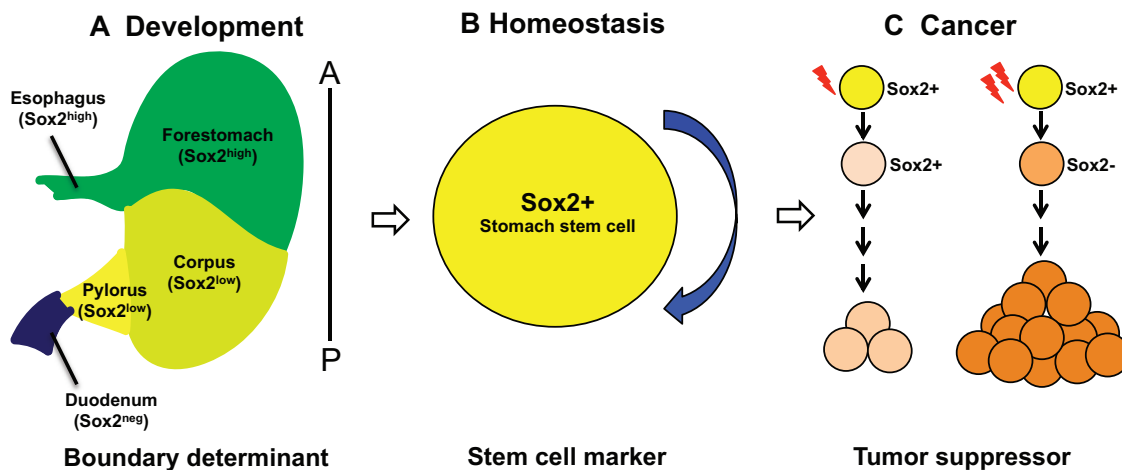 A Development
A
Esophagus
(Sox2high)
Forestomach
(Sox2high)
Corpus
(Sox2low)
Pylorus
(Sox2low)
P
Duodenum
(Sox2neg)
Boundary determinant
B Homeostasis
Sox2+
Stomach stem cell
Stem cell marker
C Cancer
Sox2+
Sox2+
Sox2+
Sox2-
Tumor suppressor